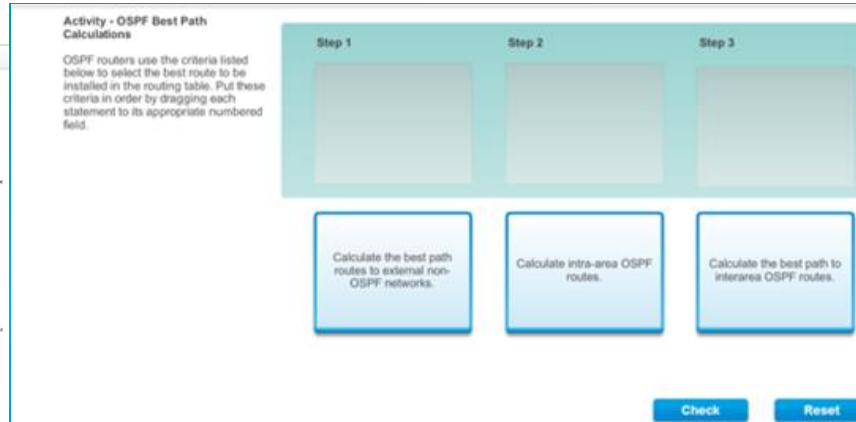 Activity - OSPF Best Path
Calculations
OSPF routers use the criteria listed
below to select the best route to be
installed in the routing table. Put these
criteria in order by dragging each
statement to its appropriate numbered
field.
Step 1
Step 2
Step 3
Calculate the best path
routes to external non-
OSPF networks.
Calculate intra-area OSPF
routes.
Calculate the best path to
interarea OSPF routes.
Check
Reset